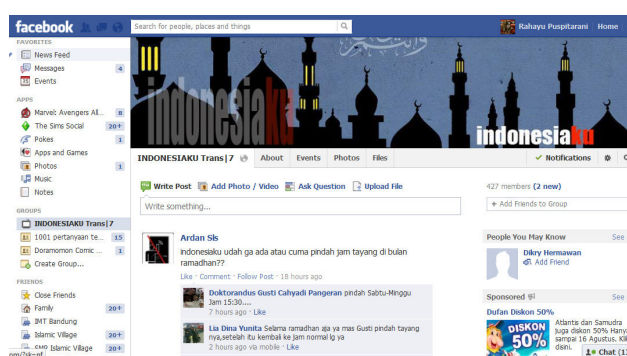 facebook
Search for people, places and things
Rahayu Puspitarani
Home
FAVORITES
News Feed
Messages 4
Events
APPS
Marvel: Avengers All... 8
The Sims Social 20+
Pokes 1
Apps and Games
Photos 1
Music
Notes
GROUPS
INDONESIAKU Trans|7
1001 pertanyaan te... 15
Doramomon Comic ... 1
Create Group...
FRIENDS
Close Friends
Family 20+
IMT Bandung
Islamic Village 20+
Islamic Village 20+
indonesiaku
indonesiaku
INDONESIAKU Trans|7
About
Events
Photos
Files
✓ Notifications
Write Post
Add Photo / Video
Ask Question
Upload File
Write something...
Ardan Sls
indonesiaku udah ga ada atau cuma pindah jam tayang di bulan
ramadhan??
Like · Comment · Follow Post · 18 hours ago
Doktorandus Gusti Cahyadi Pangeran pindah Sabtu-Minggu
Jam 15:30....
7 hours ago · Like
Lia Dina Yunita Selama ramadhan aja ya mas Gusti pindah tayang
nya,setelah itu kembali ke jam normal lg ya
2 hours ago via mobile · Like
427 members (2 new)
+ Add Friends to Group
People You May Know
See
Dikry Hermawan
Add Friend
Sponsored
See
Dufan Diskon 50%
DISKON
50%
Atlantis dan Samudra
juga diskon 50% Hany
sampai 16 Agustus. Kli
disini.
Chat (1